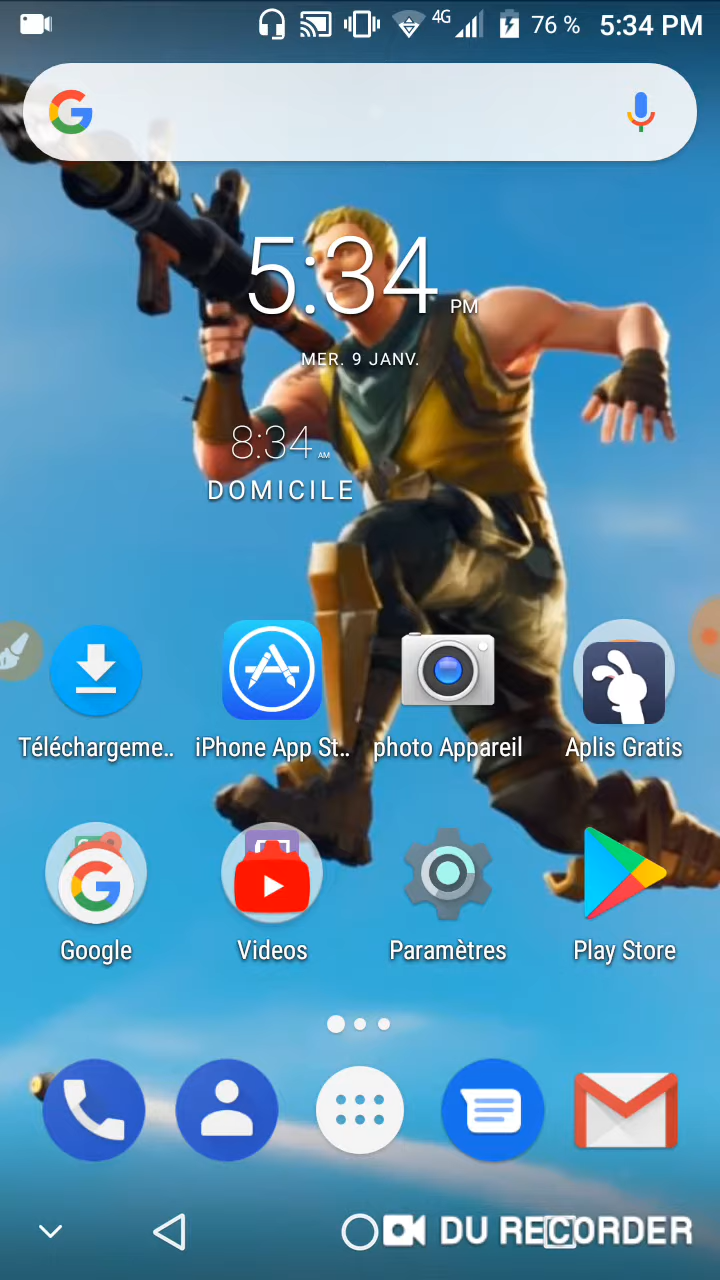 4G 76 % 5:34 PM
5:34 PM
MER. 9 JANV.
8:34 AM
DOMICILE
Téléchargeme.. iPhone App St.. photo Appareil Aplis Gratis
Google Videos Paramètres Play Store
DU RECORDER